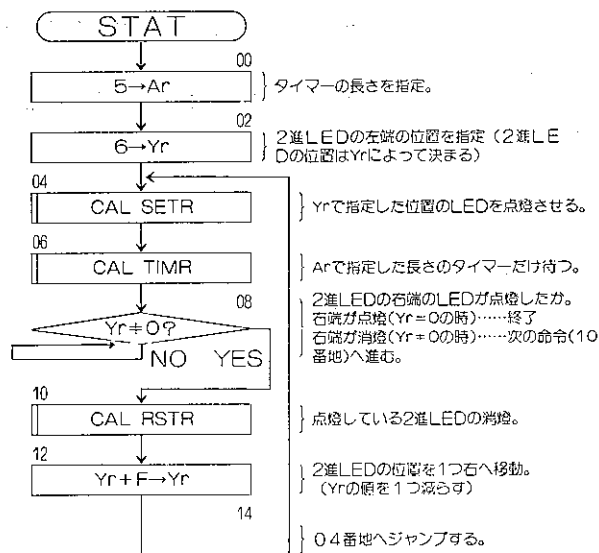 STAT
00
5→Ar
タイマーの長さを指定。
02
6→Yr
2進LEDの左端の位置を指定(2進LE
Dの位置はYrによって決まる)
04
CAL SETR
Yrで指定した位置のLEDを点燈させる。
06
CAL TIMR
Arで指定した長さのタイマーだけ待つ。
08
Yr≠0?
NO YES
2進LEDの右端のLEDが点燈したか。
右端が点燈(Yr=0の時)……終了
右端が消燈(Yr=0の時)……次の命令(10
番地)へ進む。
10
CAL RSTR
点燈している2進LEDの消燈。
12
Yr+F→Yr
2進LEDの位置を1つ右へ移動。
(Yrの値を1つ減らす)
14
04番地へジャンプする。